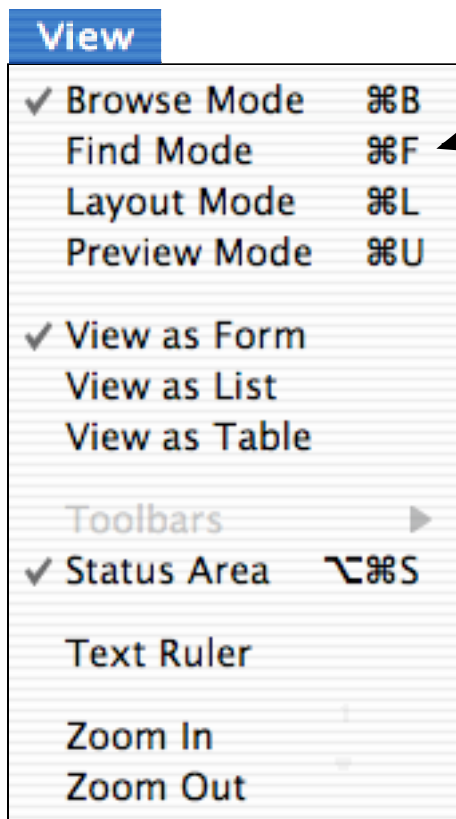 View
✓ Browse Mode ⌘B
Find Mode ⌘F
Layout Mode ⌘L
Preview Mode ⌘U
✓ View as Form
View as List
View as Table
Toolbars ▶
✓ Status Area ⌥⌘S
Text Ruler
Zoom In
Zoom Out